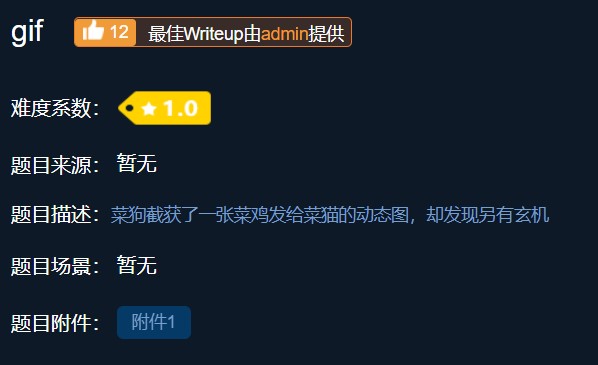 gif 12 最佳Writeup由admin提供
难度系数： 1.0
题目来源： 暂无
题目描述：菜狗截获了一张菜鸡发给菜猫的动态图，却发现另有玄机
题目场景： 暂无
题目附件： 附件1